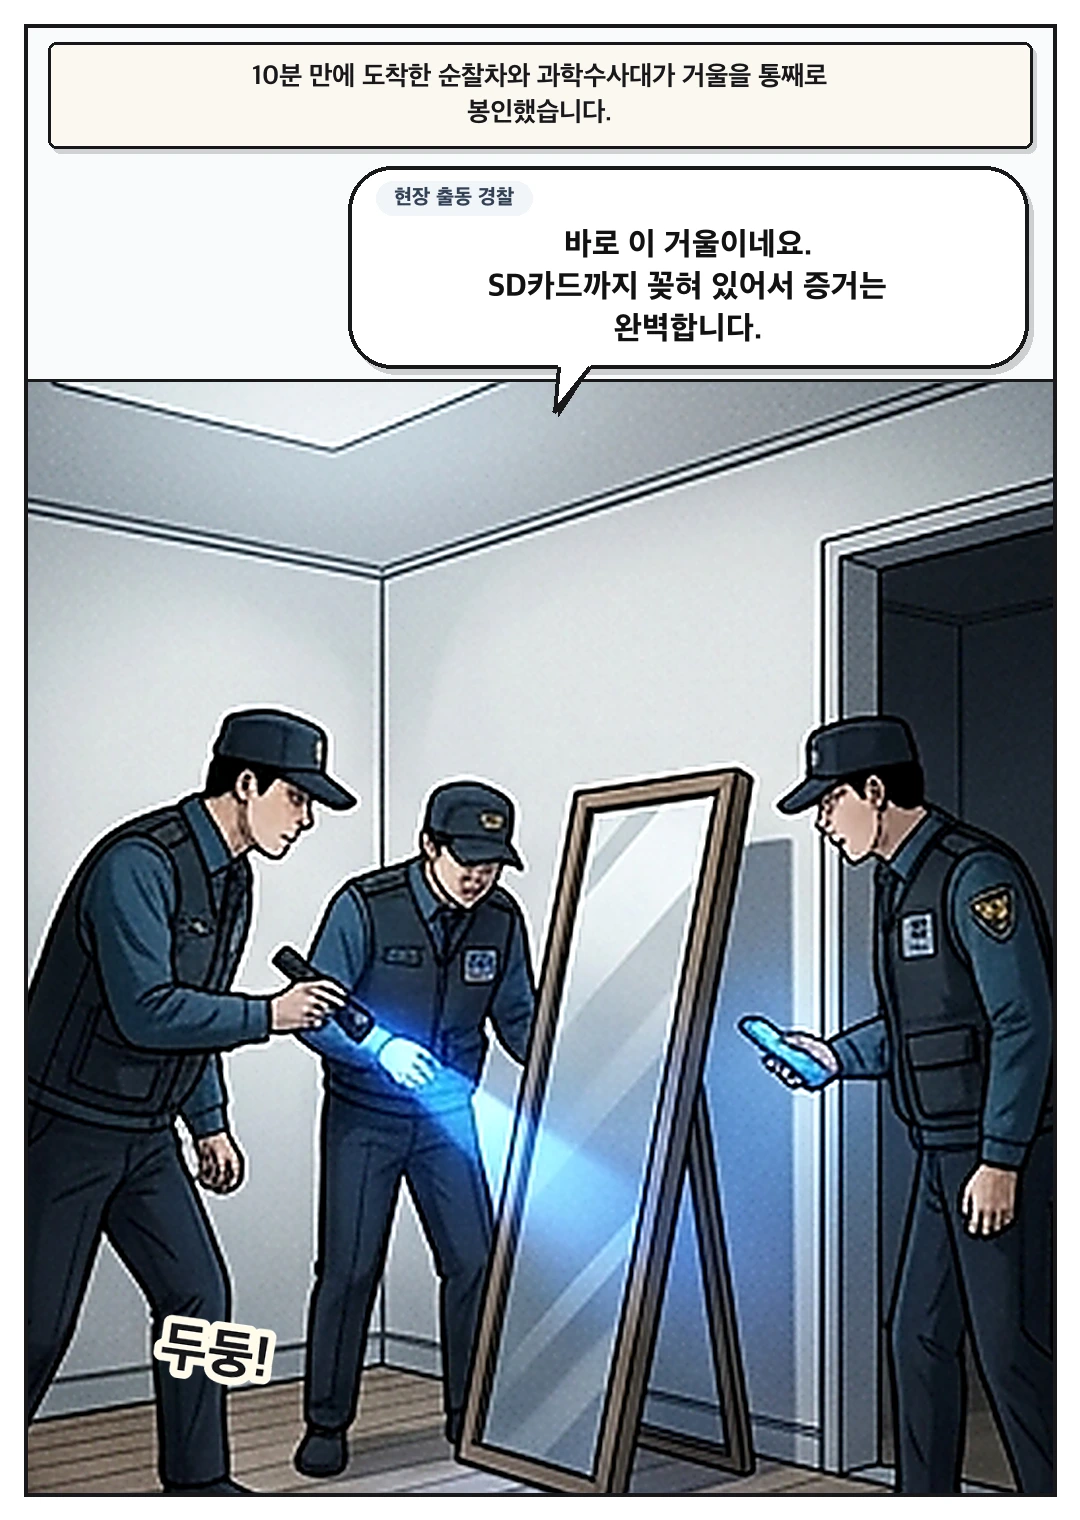 10분 만에 도착한 순찰차와 과학수사대가 거울을 통째로
봉인했습니다.
현장 출동 경찰
바로 이 거울이네요.
SD카드까지 꽂혀 있어서 증거는
완벽합니다.
두둥!